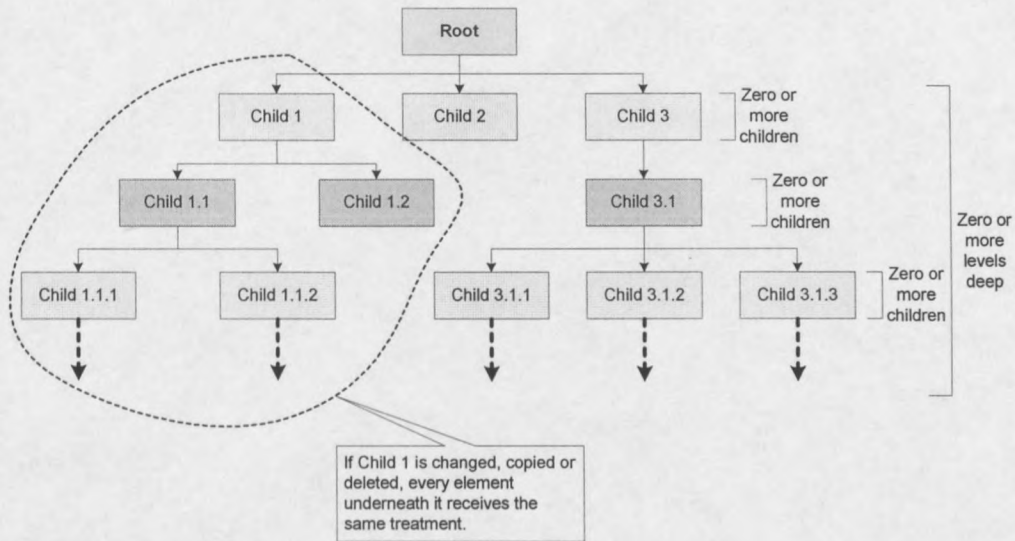 Root
Child 1
Child 2
Child 3
Zero or
more
children
Child 1.1
Child 1.2
Child 3.1
Zero or
more
children
Zero or
more
levels
deep
Child 1.1.1
Child 1.1.2
Child 3.1.1
Child 3.1.2
Child 3.1.3
Zero or
more
children
If Child 1 is changed, copied or
deleted, every element
underneath it receives the
same treatment.